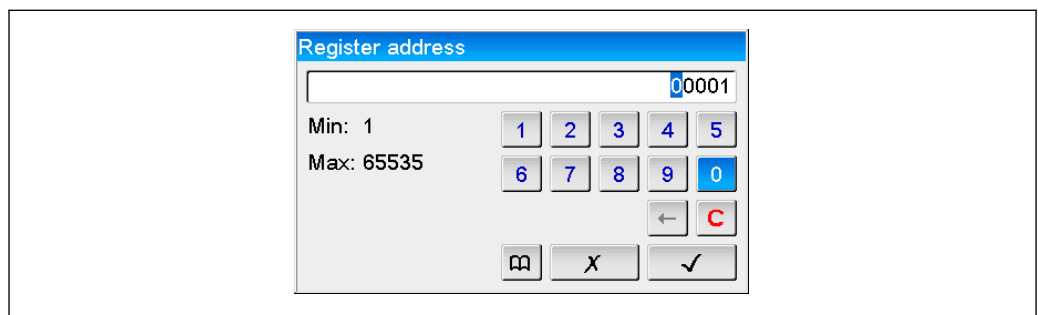 Register address
00001
Min: 1
1 2 3 4 5
Max: 65535
6 7 8 9 0
← C
✗ ✓